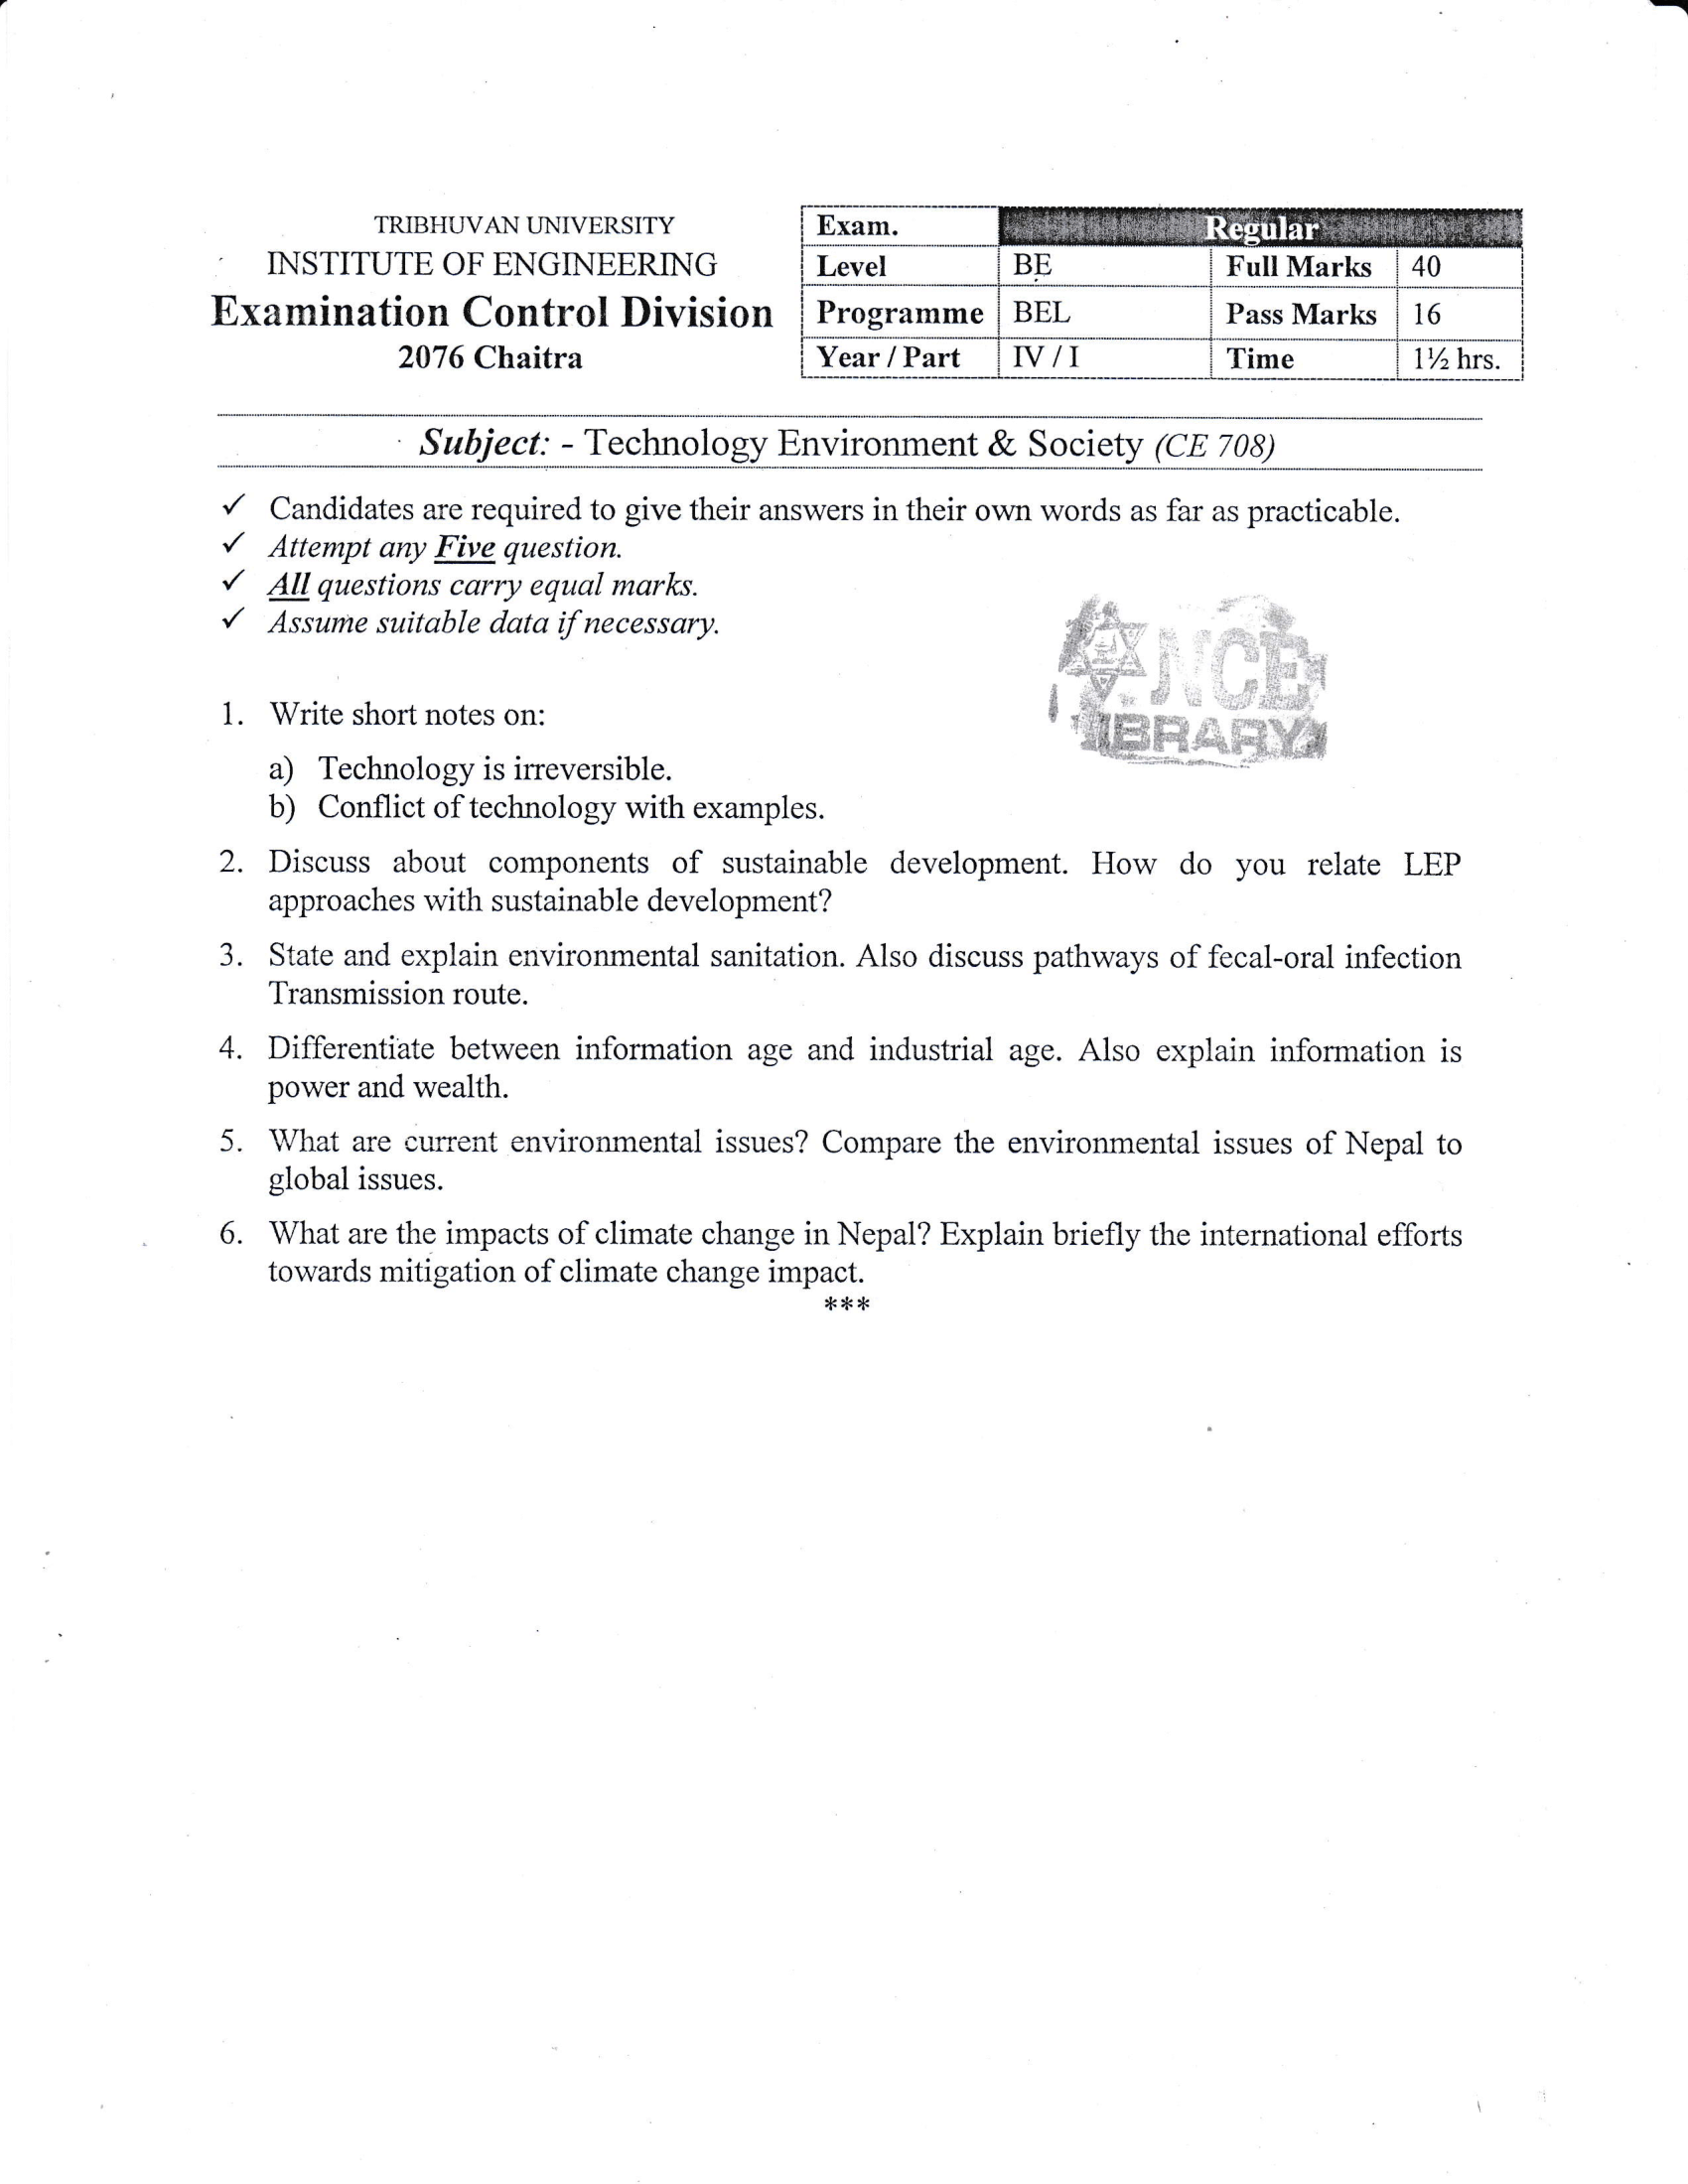 TRIBHUVAN UNIVERSITY
INSTITUTE OF ENGINEERING
Examination Control Division
2076 Chaitra
Exam. Regular
Level BE Full Marks 40
Programme BEL Pass Marks 16
Year / Part IV / I Time 1½ hrs.
Subject: - Technology Environment & Society (CE 708)
✓ Candidates are required to give their answers in their own words as far as practicable.
✓ Attempt any Five question.
✓ All questions carry equal marks.
✓ Assume suitable data if necessary.
NCE
LIBRARY
1. Write short notes on:
a) Technology is irreversible.
b) Conflict of technology with examples.
2. Discuss about components of sustainable development. How do you relate LEP
approaches with sustainable development?
3. State and explain environmental sanitation. Also discuss pathways of fecal-oral infection
Transmission route.
4. Differentiate between information age and industrial age. Also explain information is
power and wealth.
5. What are current environmental issues? Compare the environmental issues of Nepal to
global issues.
6. What are the impacts of climate change in Nepal? Explain briefly the international efforts
towards mitigation of climate change impact.
***